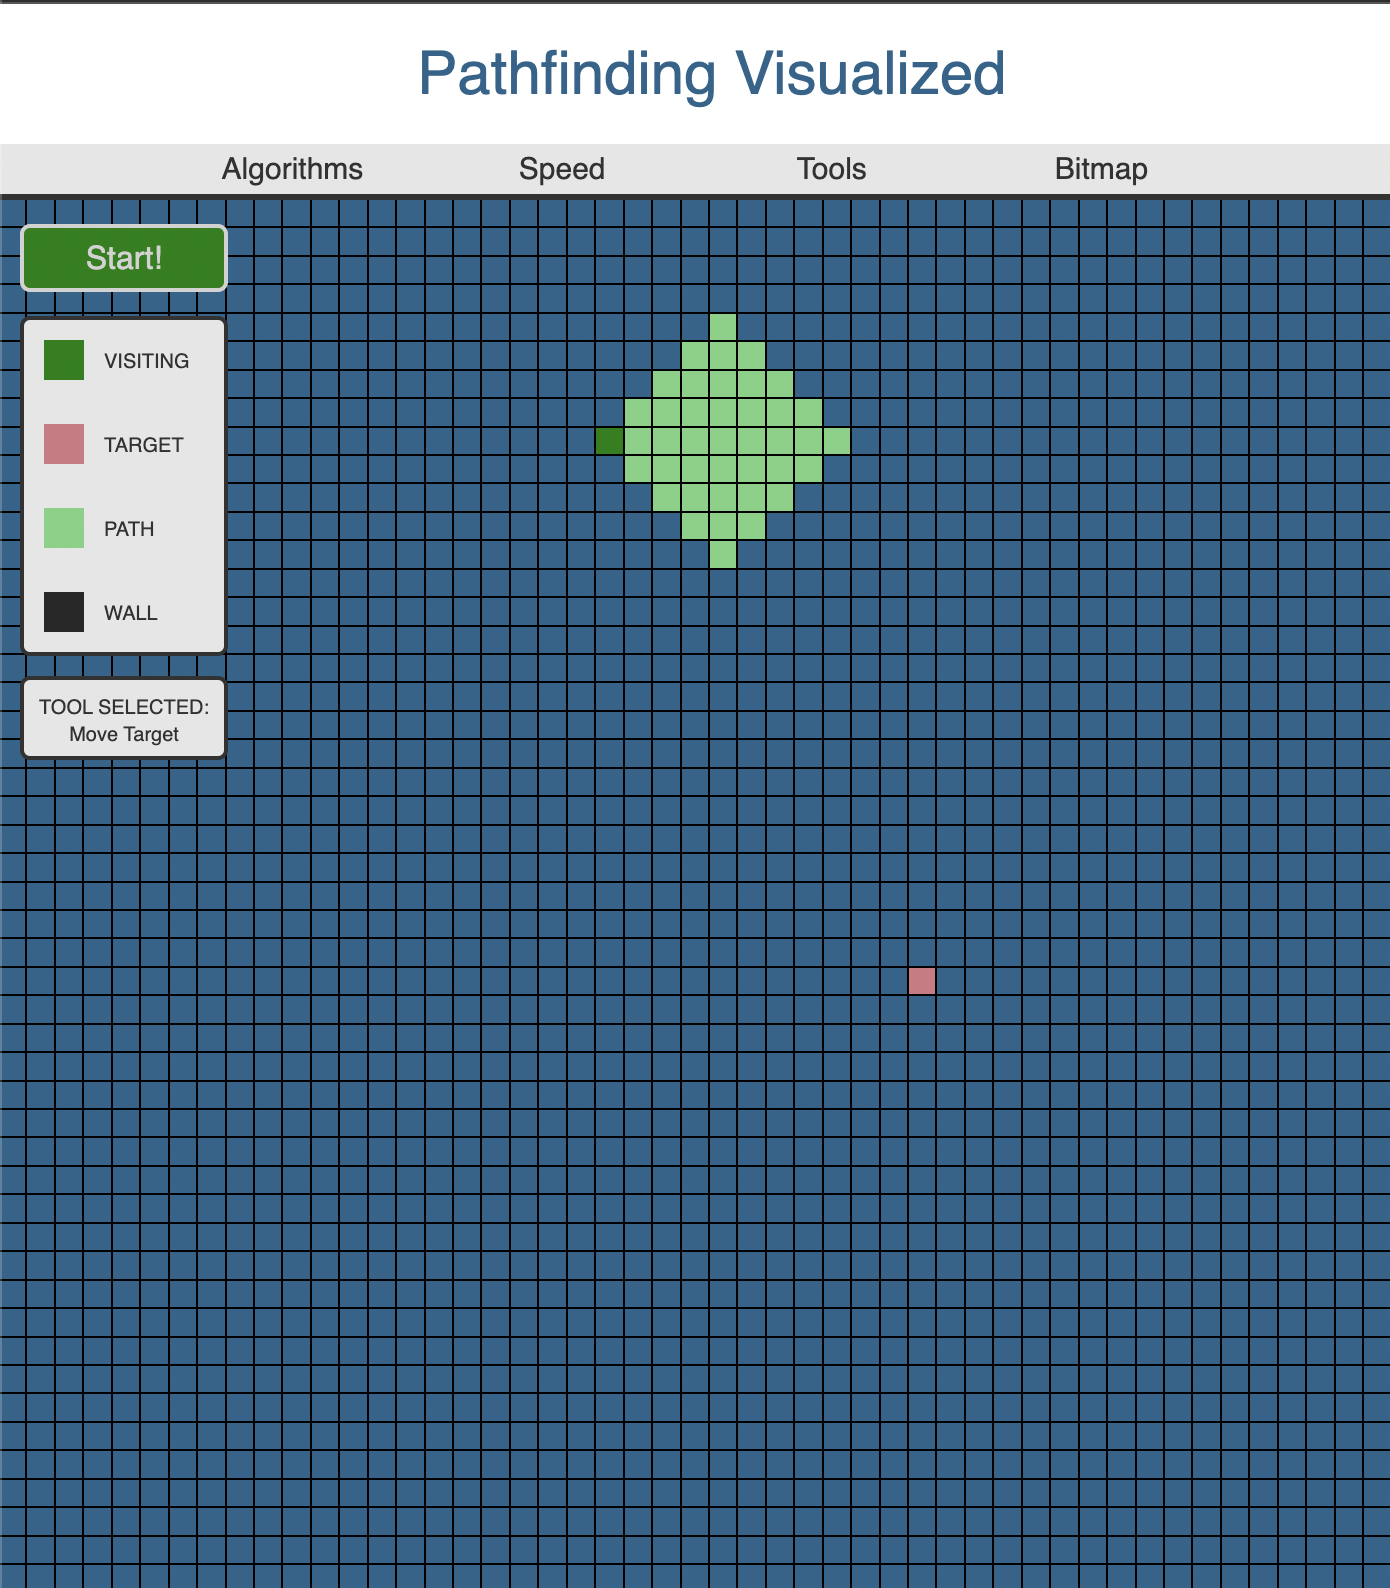 Pathfinding Visualized
Algorithms Speed Tools Bitmap
Start!
VISITING
TARGET
PATH
WALL
TOOL SELECTED:
Move Target